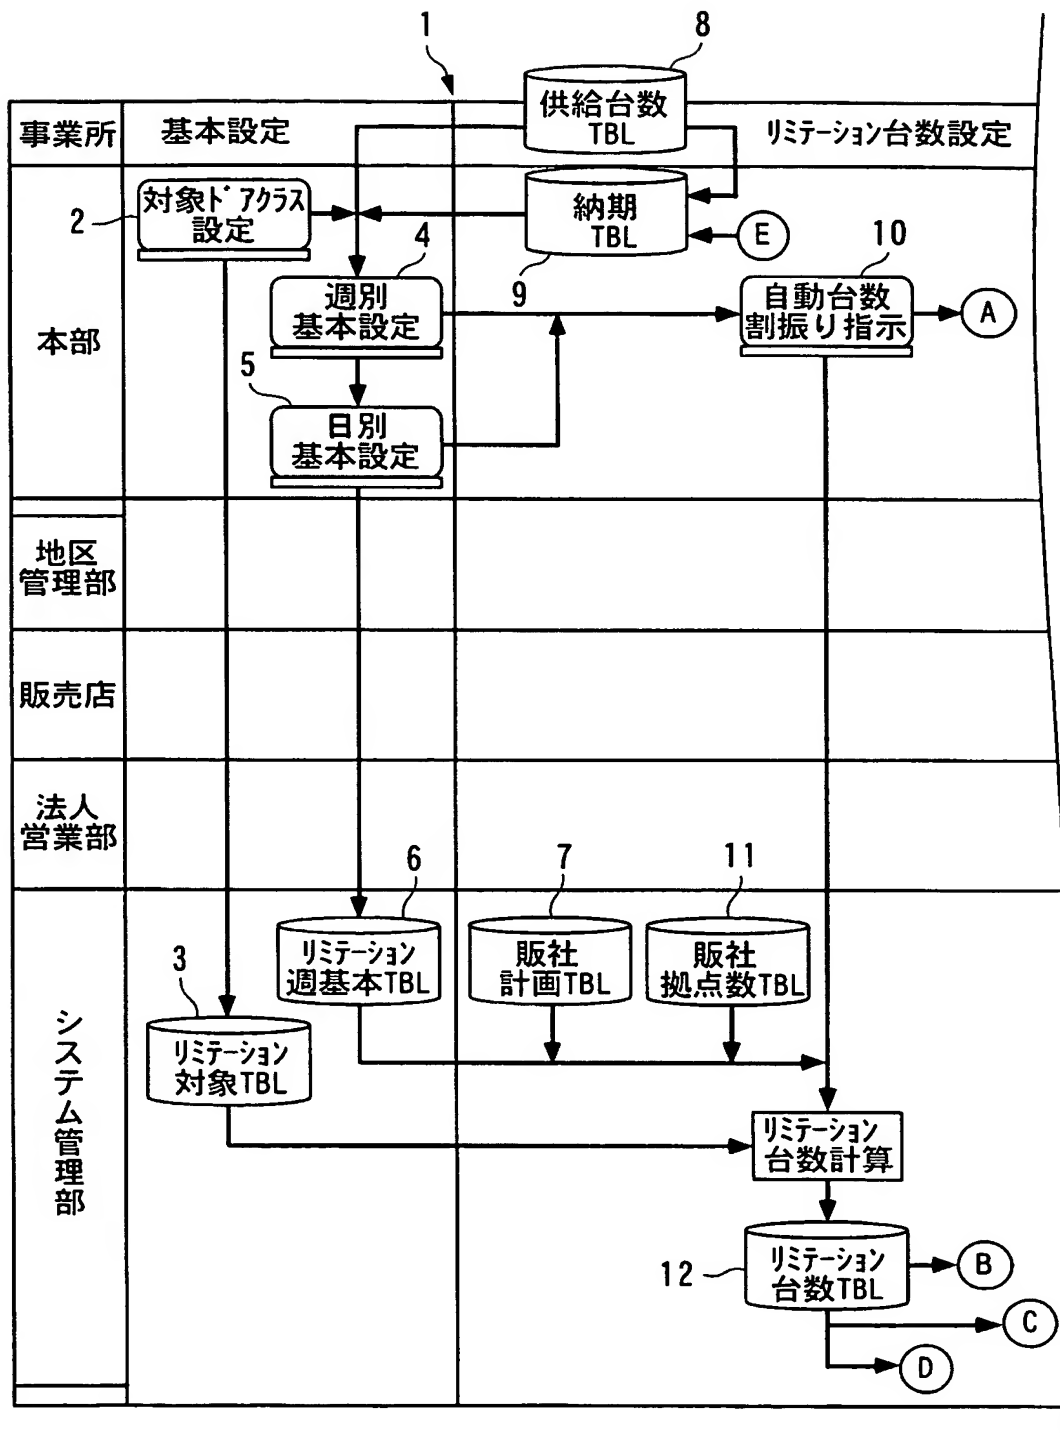 1
8
供給台数
TBL
事業所
基本設定
リミテーション台数設定
2
対象ドアクラス
設定
納期
TBL
E
9
4
10
週別
基本設定
自動台数
割振り指示
A
本部
5
日別
基本設定
地区
管理部
販売店
法人
営業部
6
7
11
リミテーション
週基本TBL
販社
計画TBL
販社
拠点数TBL
3
リミテーション
対象TBL
システム管理部
リミテーション
台数計算
12
リミテーション
台数TBL
B
C
D